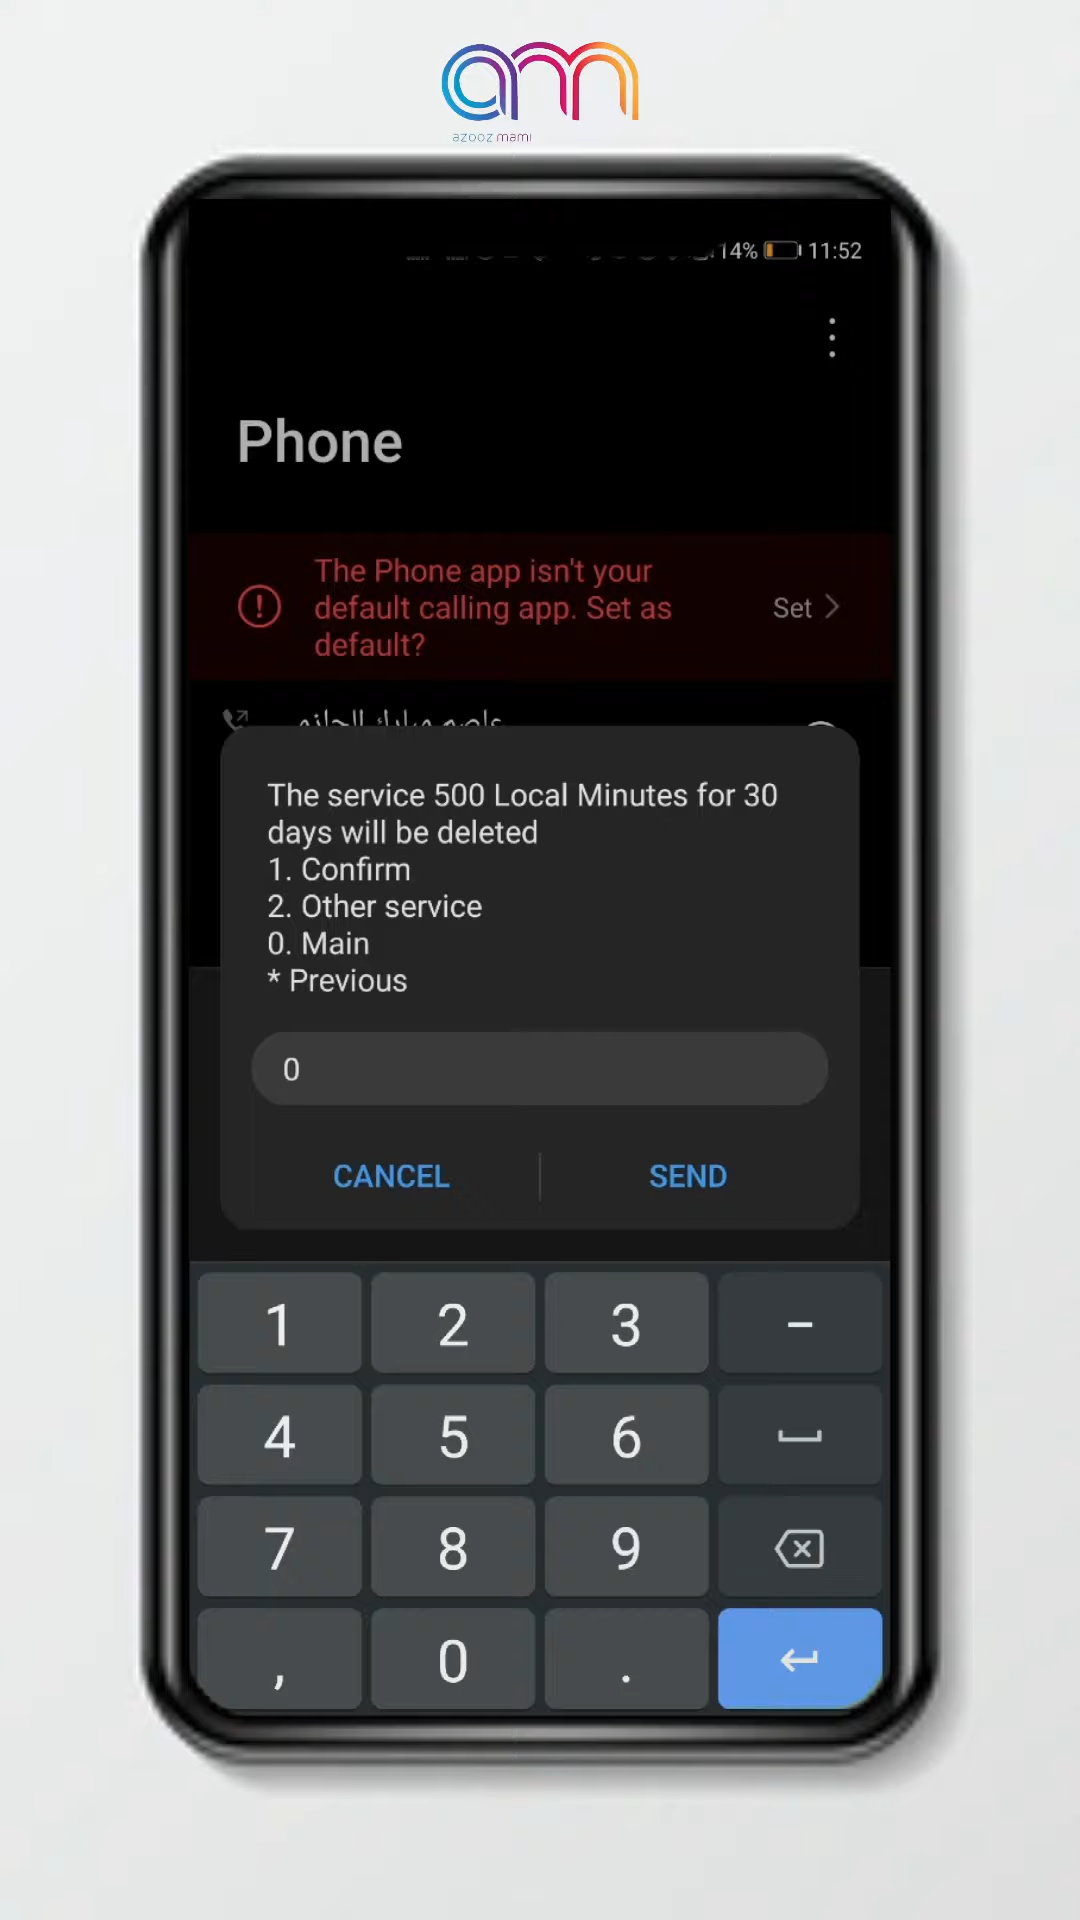 azooz mami
14% 11:52
Phone
The Phone app isn't your
default calling app. Set as
default?
Set
The service 500 Local Minutes for 30
days will be deleted
1. Confirm
2. Other service
0. Main
* Previous
0
CANCEL
SEND
1 2 3 –
4 5 6
7 8 9
, 0 .